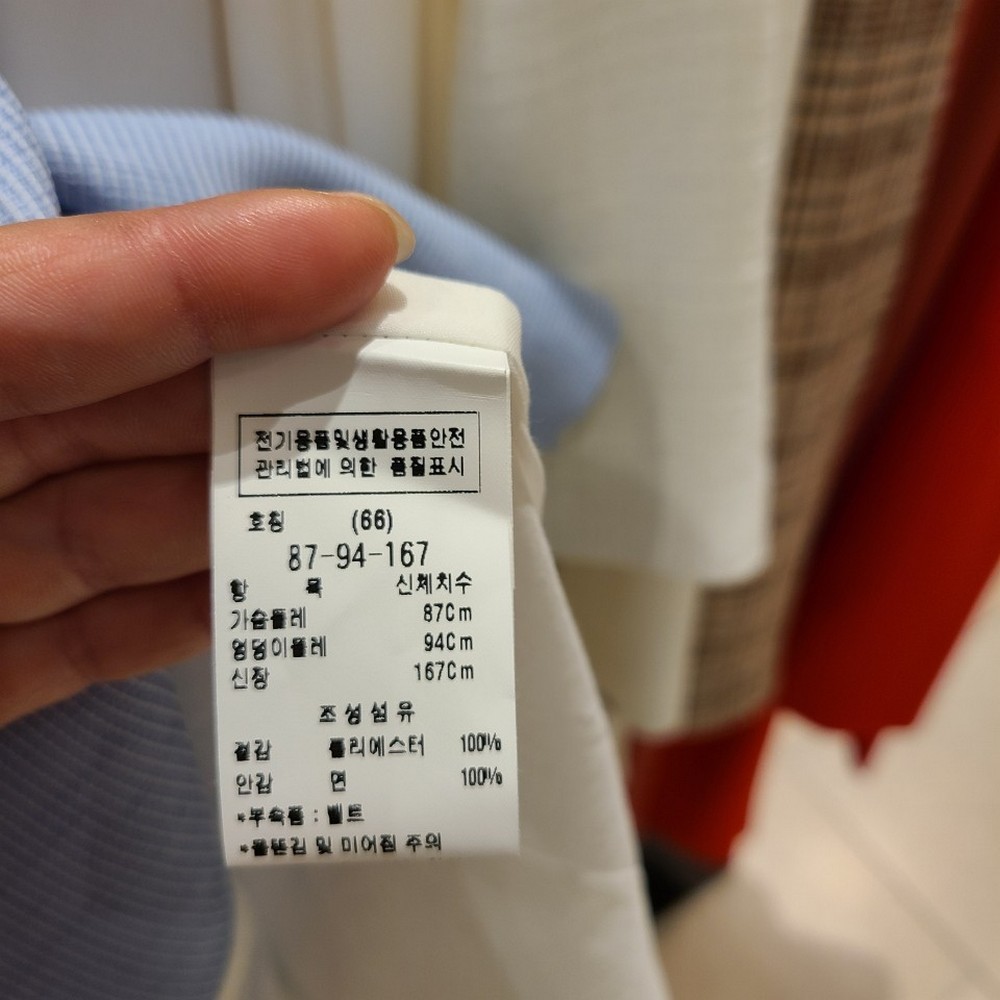 전기용품및생활용품안전
관리법에 의한 품질표시
호칭 (66)
87-94-167
항 목 신체치수
가슴둘레 87Cm
엉덩이둘레 94Cm
신장 167Cm
조성섬유
겉감 폴리에스터 100%
안감 면 100%
*부속품 : 벨트
*올뜯김 및 미어짐 주의